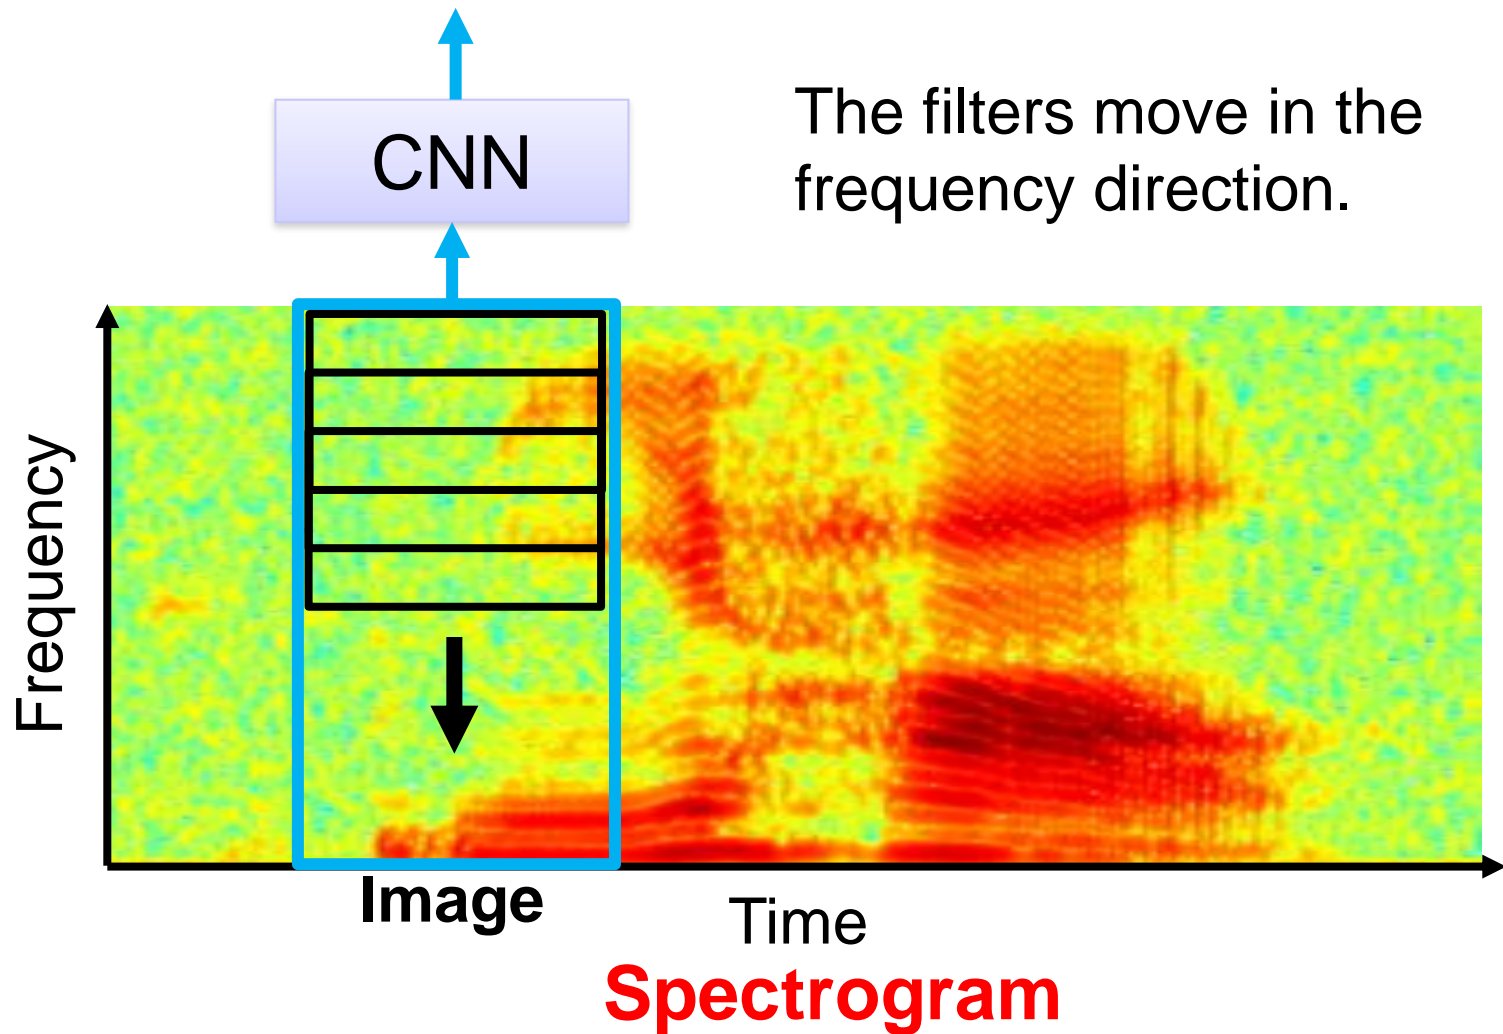 CNN
The filters move in the
frequency direction.
Frequency
Image
Time
Spectrogram